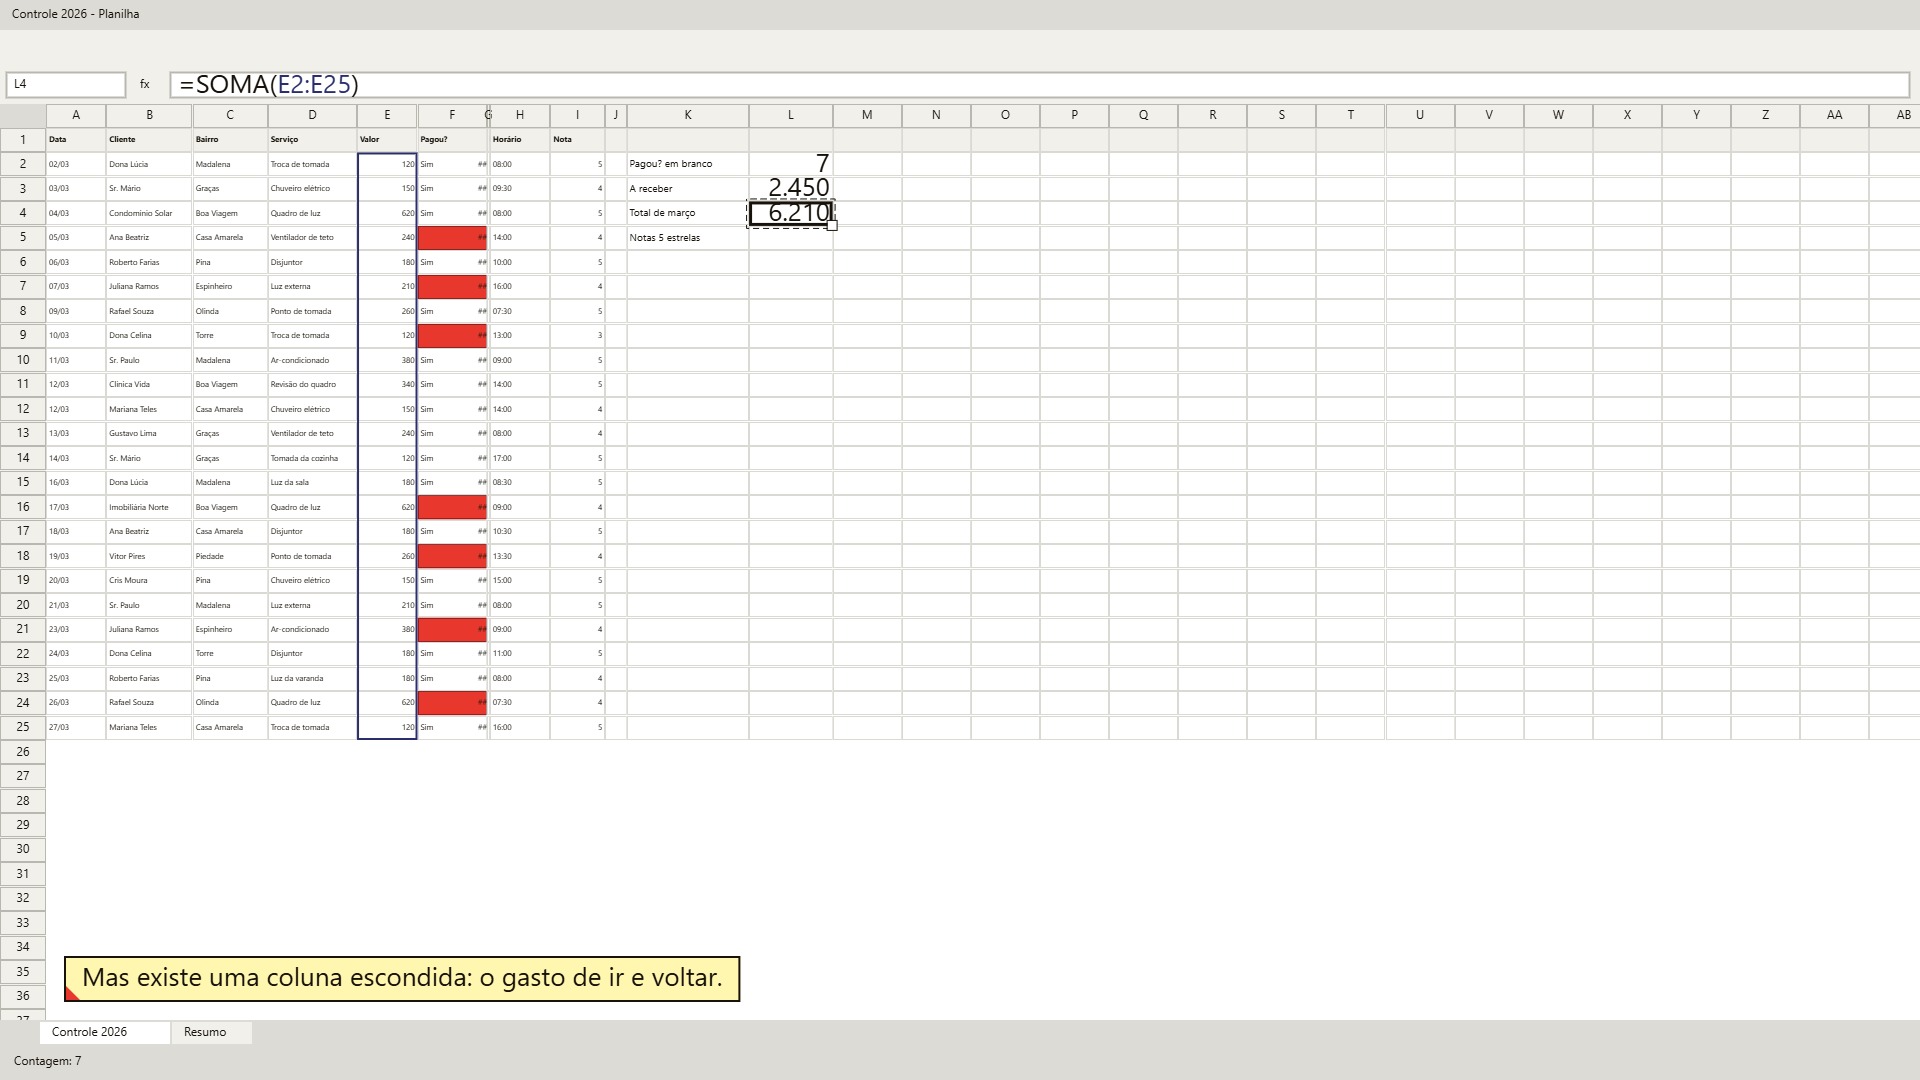 Controle 2026 - Planilha
L4 fx =SOMA(E2:E25)
A B C D E F G H I J K L M N O P Q R S T U V W X Y Z AA AB
1 Data Cliente Bairro Serviço Valor Pagou? Horário Nota
2 02/03 Dona Lúcia Madalena Troca de tomada 120 Sim ## 08:00 5 Pagou? em branco 7
3 03/03 Sr. Mário Graças Chuveiro elétrico 150 Sim ## 09:30 4 A receber 2.450
4 04/03 Condomínio Solar Boa Viagem Quadro de luz 620 Sim ## 08:00 5 Total de março 6.210
5 05/03 Ana Beatriz Casa Amarela Ventilador de teto 240 ## 14:00 4 Notas 5 estrelas
6 06/03 Roberto Farias Pina Disjuntor 180 Sim ## 10:00 5
7 07/03 Juliana Ramos Espinheiro Luz externa 210 ## 16:00 4
8 09/03 Rafael Souza Olinda Ponto de tomada 260 Sim ## 07:30 5
9 10/03 Dona Celina Torre Troca de tomada 120 ## 13:00 3
10 11/03 Sr. Paulo Madalena Ar-condicionado 380 Sim ## 09:00 5
11 12/03 Clínica Vida Boa Viagem Revisão do quadro 340 Sim ## 14:00 5
12 12/03 Mariana Teles Casa Amarela Chuveiro elétrico 150 Sim ## 14:00 4
13 13/03 Gustavo Lima Graças Ventilador de teto 240 Sim ## 08:00 4
14 14/03 Sr. Mário Graças Tomada da cozinha 120 Sim ## 17:00 5
15 16/03 Dona Lúcia Madalena Luz da sala 180 Sim ## 08:30 5
16 17/03 Imobiliária Norte Boa Viagem Quadro de luz 620 ## 09:00 4
17 18/03 Ana Beatriz Casa Amarela Disjuntor 180 Sim ## 10:30 5
18 19/03 Vitor Pires Piedade Ponto de tomada 260 ## 13:30 4
19 20/03 Cris Moura Pina Chuveiro elétrico 150 Sim ## 15:00 5
20 21/03 Sr. Paulo Madalena Luz externa 210 Sim ## 08:00 5
21 23/03 Juliana Ramos Espinheiro Ar-condicionado 380 ## 09:00 4
22 24/03 Dona Celina Torre Disjuntor 180 Sim ## 11:00 5
23 25/03 Roberto Farias Pina Luz da varanda 180 Sim ## 08:00 4
24 26/03 Rafael Souza Olinda Quadro de luz 620 ## 07:30 4
25 27/03 Mariana Teles Casa Amarela Troca de tomada 120 Sim ## 16:00 5
26
27
28
29
30
31
32
33
34
35
36
37
Mas existe uma coluna escondida: o gasto de ir e voltar.
Controle 2026 Resumo
Contagem: 7